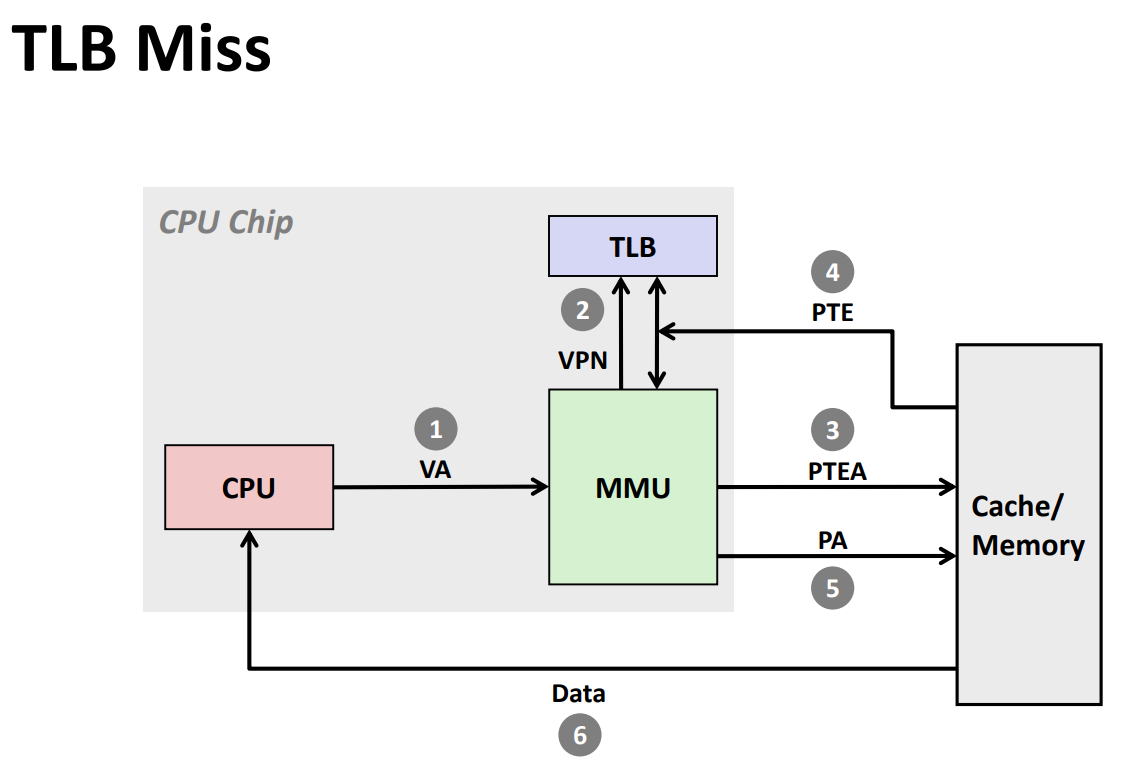 TLB Miss
CPU Chip
TLB
4
PTE
2
VPN
1
VA
3
PTEA
CPU
MMU
Cache/
Memory
PA
5
Data
6